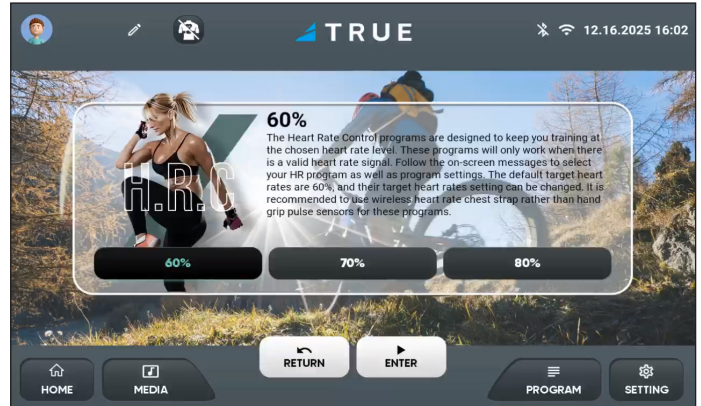 TRUE
12.16.2025 16:02
H.R.C
60%
The Heart Rate Control programs are designed to keep you training at
the chosen heart rate level. These programs will only work when there
is a valid heart rate signal. Follow the on-screen messages to select
your HR program as well as program settings. The default target heart
rates are 60%, and their target heart rates setting can be changed. It is
recommended to use wireless heart rate chest strap rather than hand
grip pulse sensors for these programs.
60%
70%
80%
RETURN
ENTER
HOME
MEDIA
PROGRAM
SETTING